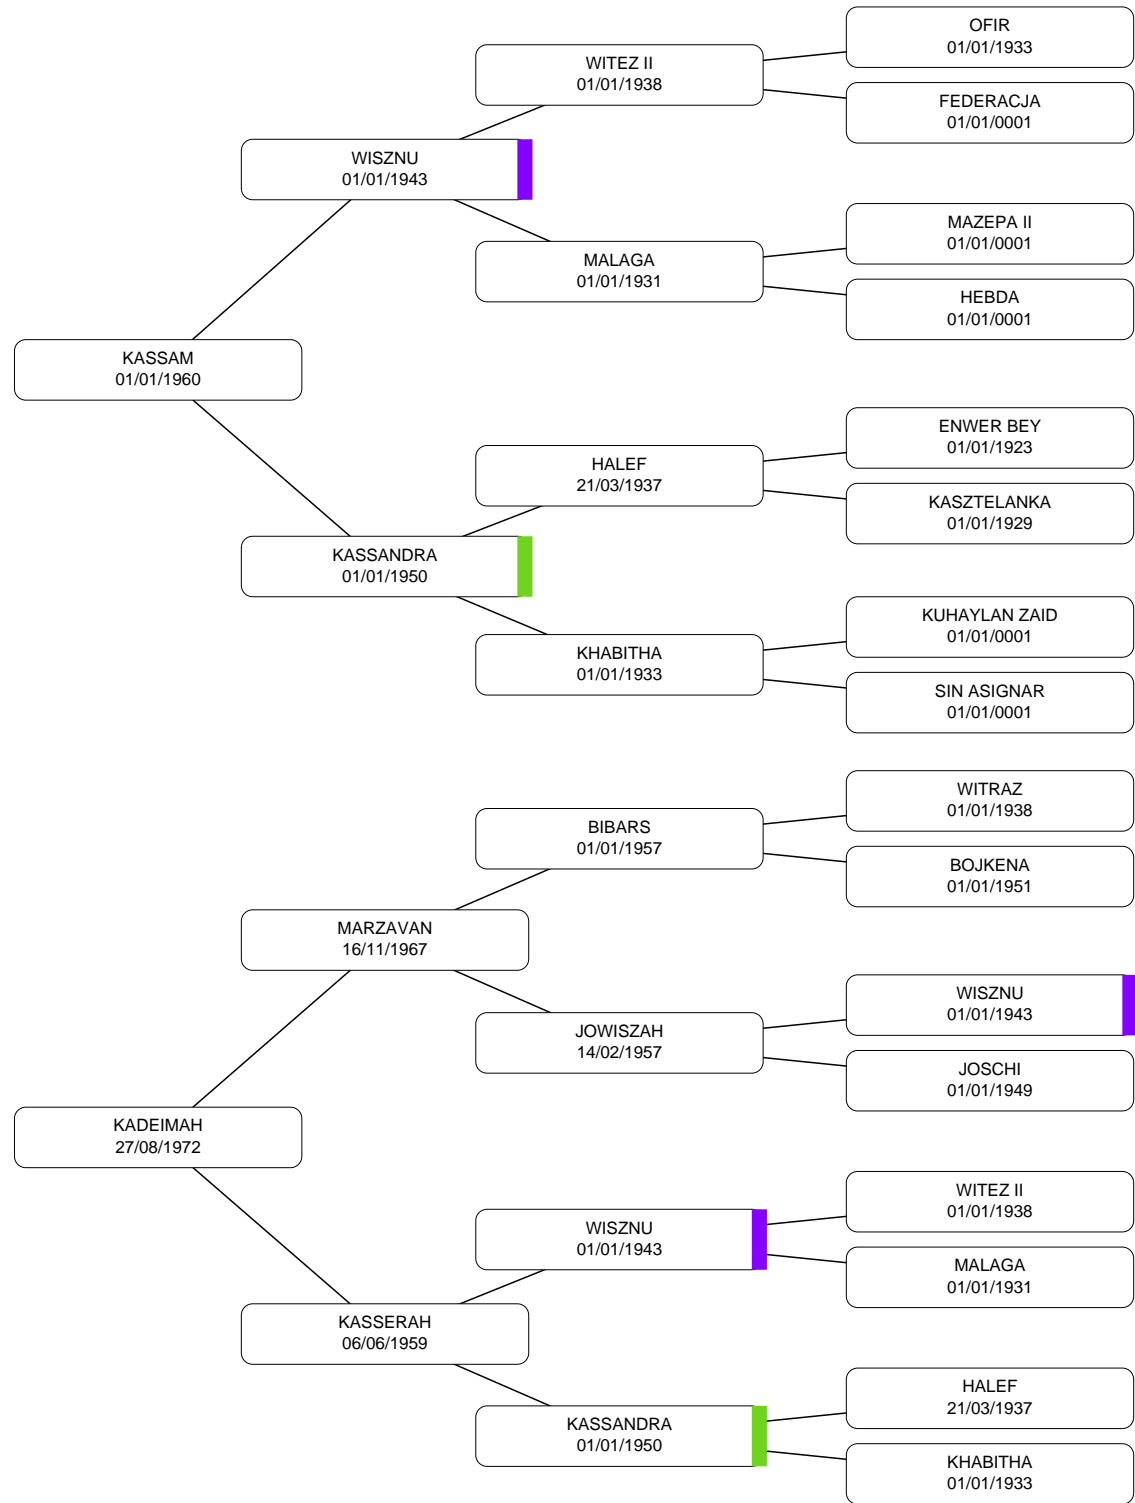 OFIR
01/01/1933
WITEZ II
01/01/1938
FEDERACJA
01/01/0001
WISZNU
01/01/1943
MAZEPA II
01/01/0001
MALAGA
01/01/1931
HEBDA
01/01/0001
KASSAM
01/01/1960
ENWER BEY
01/01/1923
HALEF
21/03/1937
KASZTELANKA
01/01/1929
KASSANDRA
01/01/1950
KUHAYLAN ZAID
01/01/0001
KHABITHA
01/01/1933
SIN ASIGNAR
01/01/0001
WITRAZ
01/01/1938
BIBARS
01/01/1957
BOJKENA
01/01/1951
MARZAVAN
16/11/1967
WISZNU
01/01/1943
JOWISZAH
14/02/1957
JOSCHI
01/01/1949
KADEIMAH
27/08/1972
WITEZ II
01/01/1938
WISZNU
01/01/1943
MALAGA
01/01/1931
KASSERAH
06/06/1959
HALEF
21/03/1937
KASSANDRA
01/01/1950
KHABITHA
01/01/1933